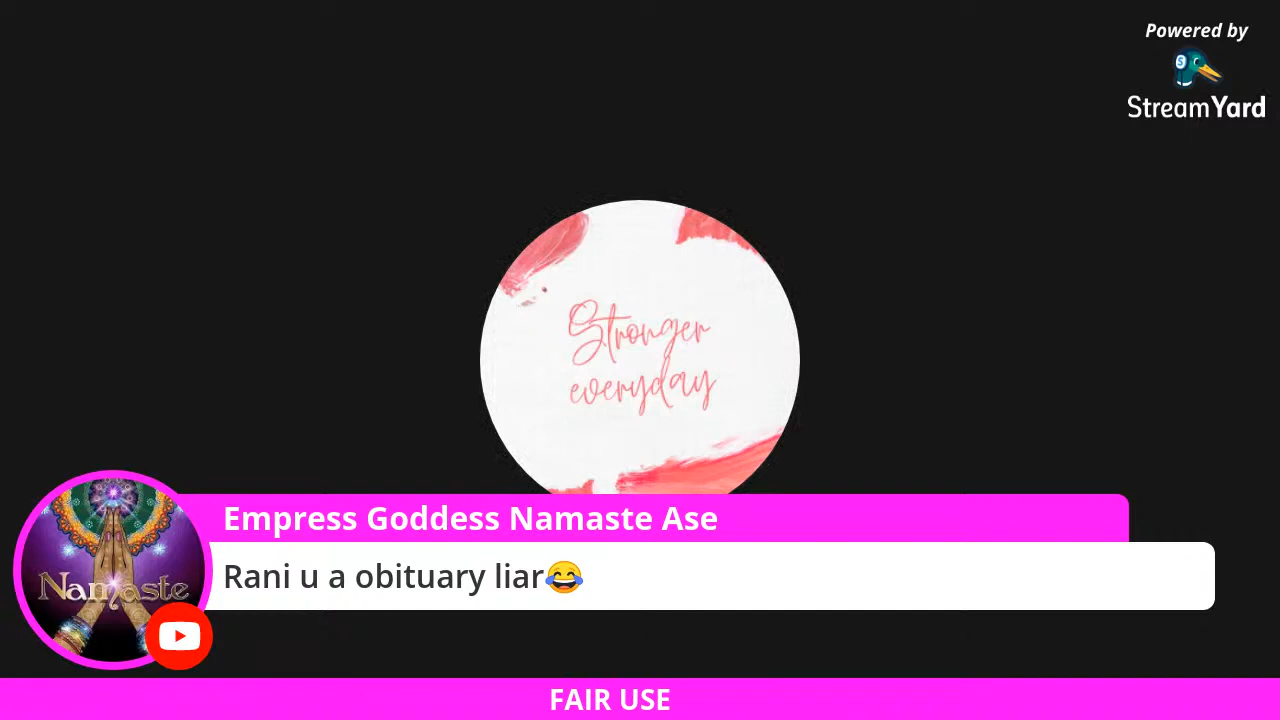 Powered by
S
StreamYard
Stronger
everyday
Empress Goddess Namaste Ase
Rani u a obituary liar😂
Namaste
FAIR USE